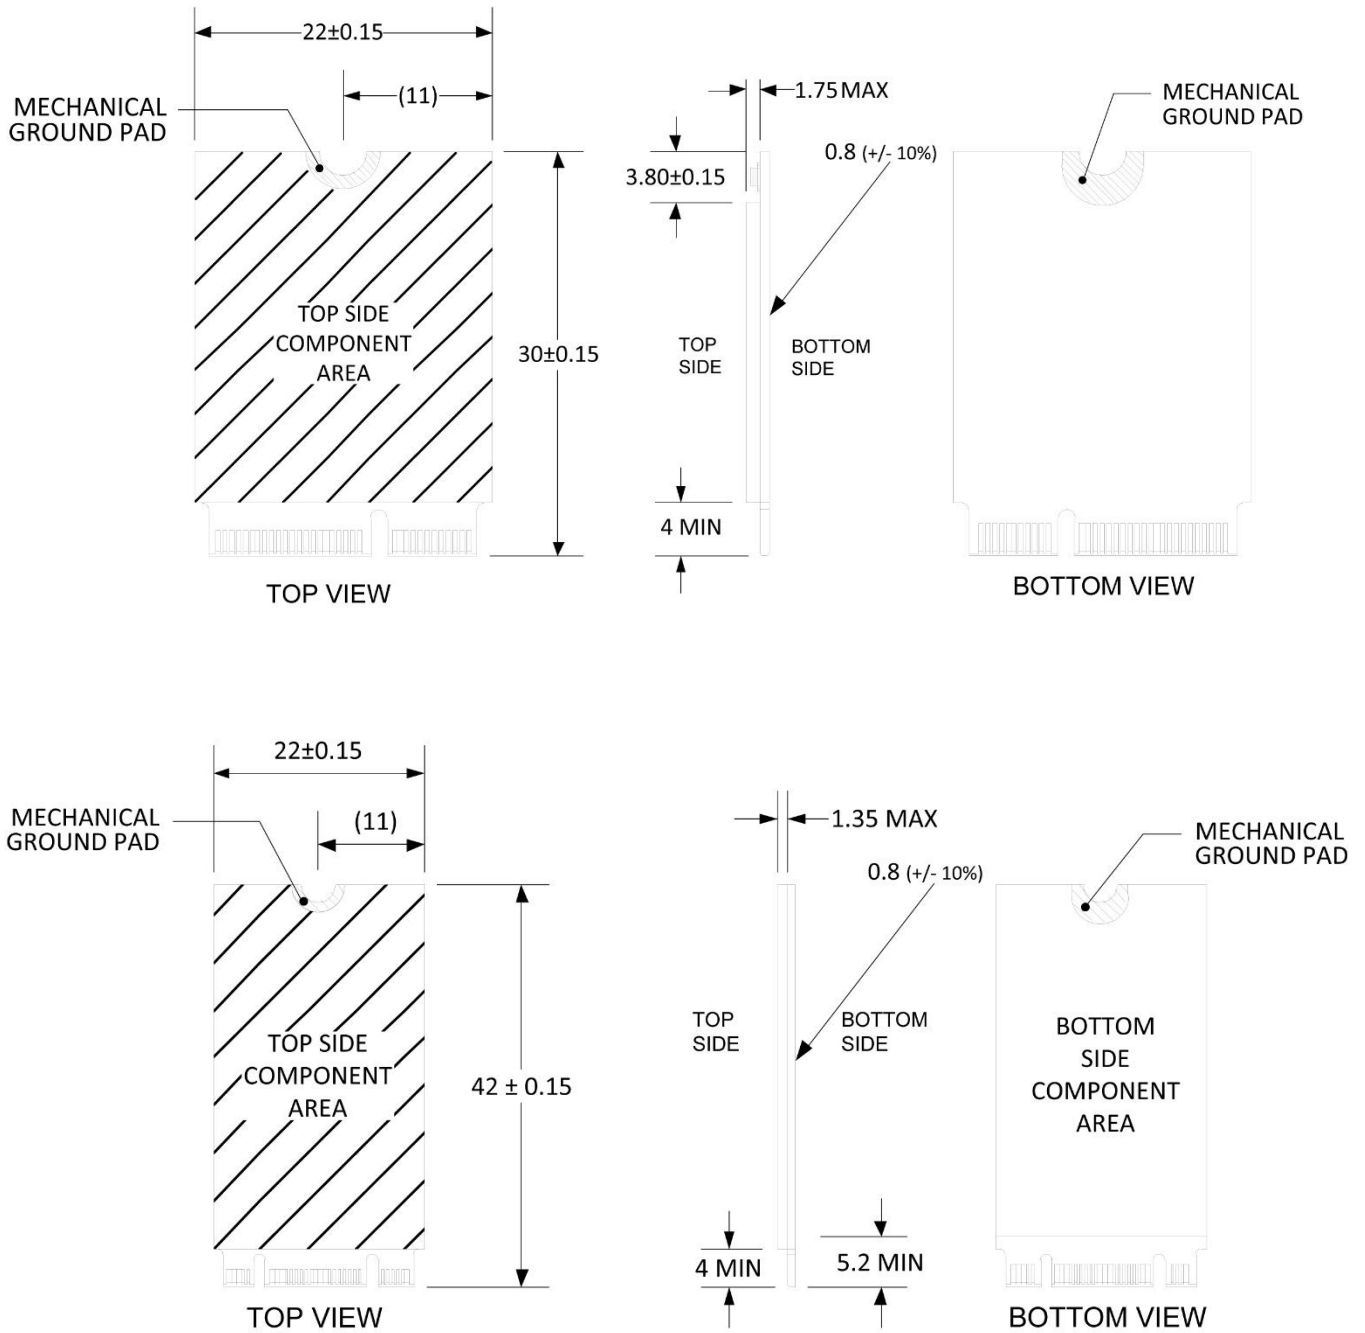 22±0.15
(11)
MECHANICAL
GROUND PAD
1.75 MAX
MECHANICAL
GROUND PAD
0.8 (+/- 10%)
3.80±0.15
TOP SIDE
COMPONENT
AREA
30±0.15
TOP
SIDE
BOTTOM
SIDE
4 MIN
TOP VIEW
BOTTOM VIEW
22±0.15
(11)
MECHANICAL
GROUND PAD
1.35 MAX
MECHANICAL
GROUND PAD
0.8 (+/- 10%)
TOP SIDE
COMPONENT
AREA
42 ± 0.15
TOP
SIDE
BOTTOM
SIDE
BOTTOM
SIDE
COMPONENT
AREA
4 MIN
5.2 MIN
TOP VIEW
BOTTOM VIEW